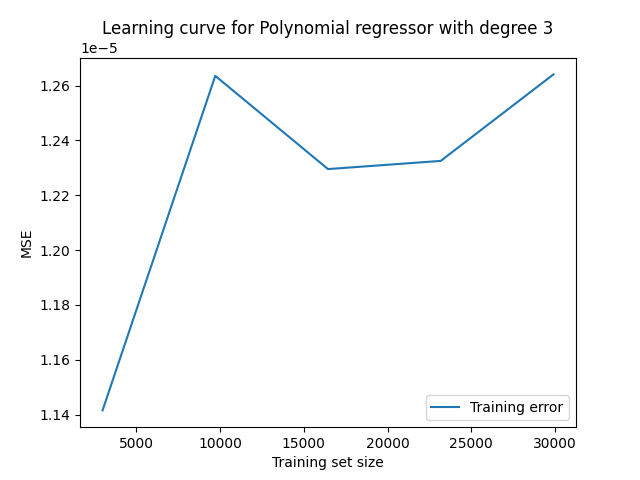 Learning curve for Polynomial regressor with degree 3
1e−5
1.26
1.24
1.22
1.20
1.18
1.16
1.14
MSE
Training error
5000 10000 15000 20000 25000 30000
Training set size